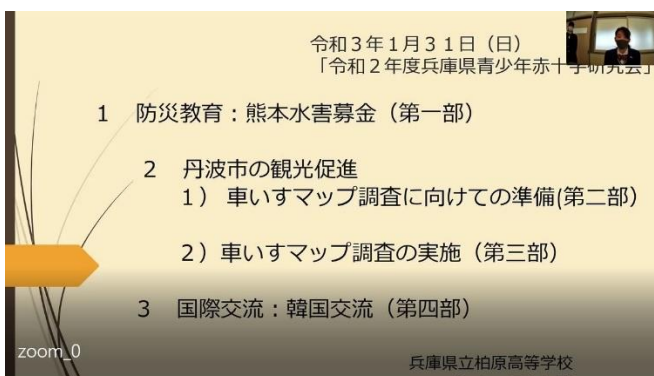 令和３年１月３１日（日）
「令和２年度兵庫県青少年赤十字研究会」
１　防災教育：熊本水害募金（第一部）
２　丹波市の観光促進
１） 車いすマップ調査に向けての準備(第二部）
２）車いすマップ調査の実施（第三部）
３　国際交流：韓国交流（第四部）
zoom_0
兵庫県立柏原高等学校